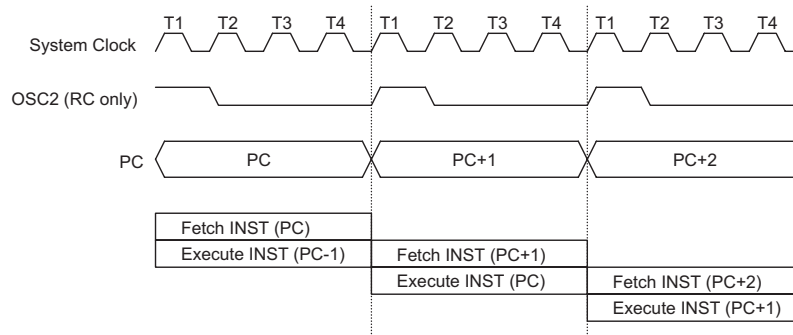 T1 T2 T3 T4 T1 T2 T3 T4 T1 T2 T3 T4
System Clock
OSC2 (RC only)
PC PC PC+1 PC+2
Fetch INST (PC)
Execute INST (PC-1) Fetch INST (PC+1)
Execute INST (PC) Fetch INST (PC+2)
Execute INST (PC+1)